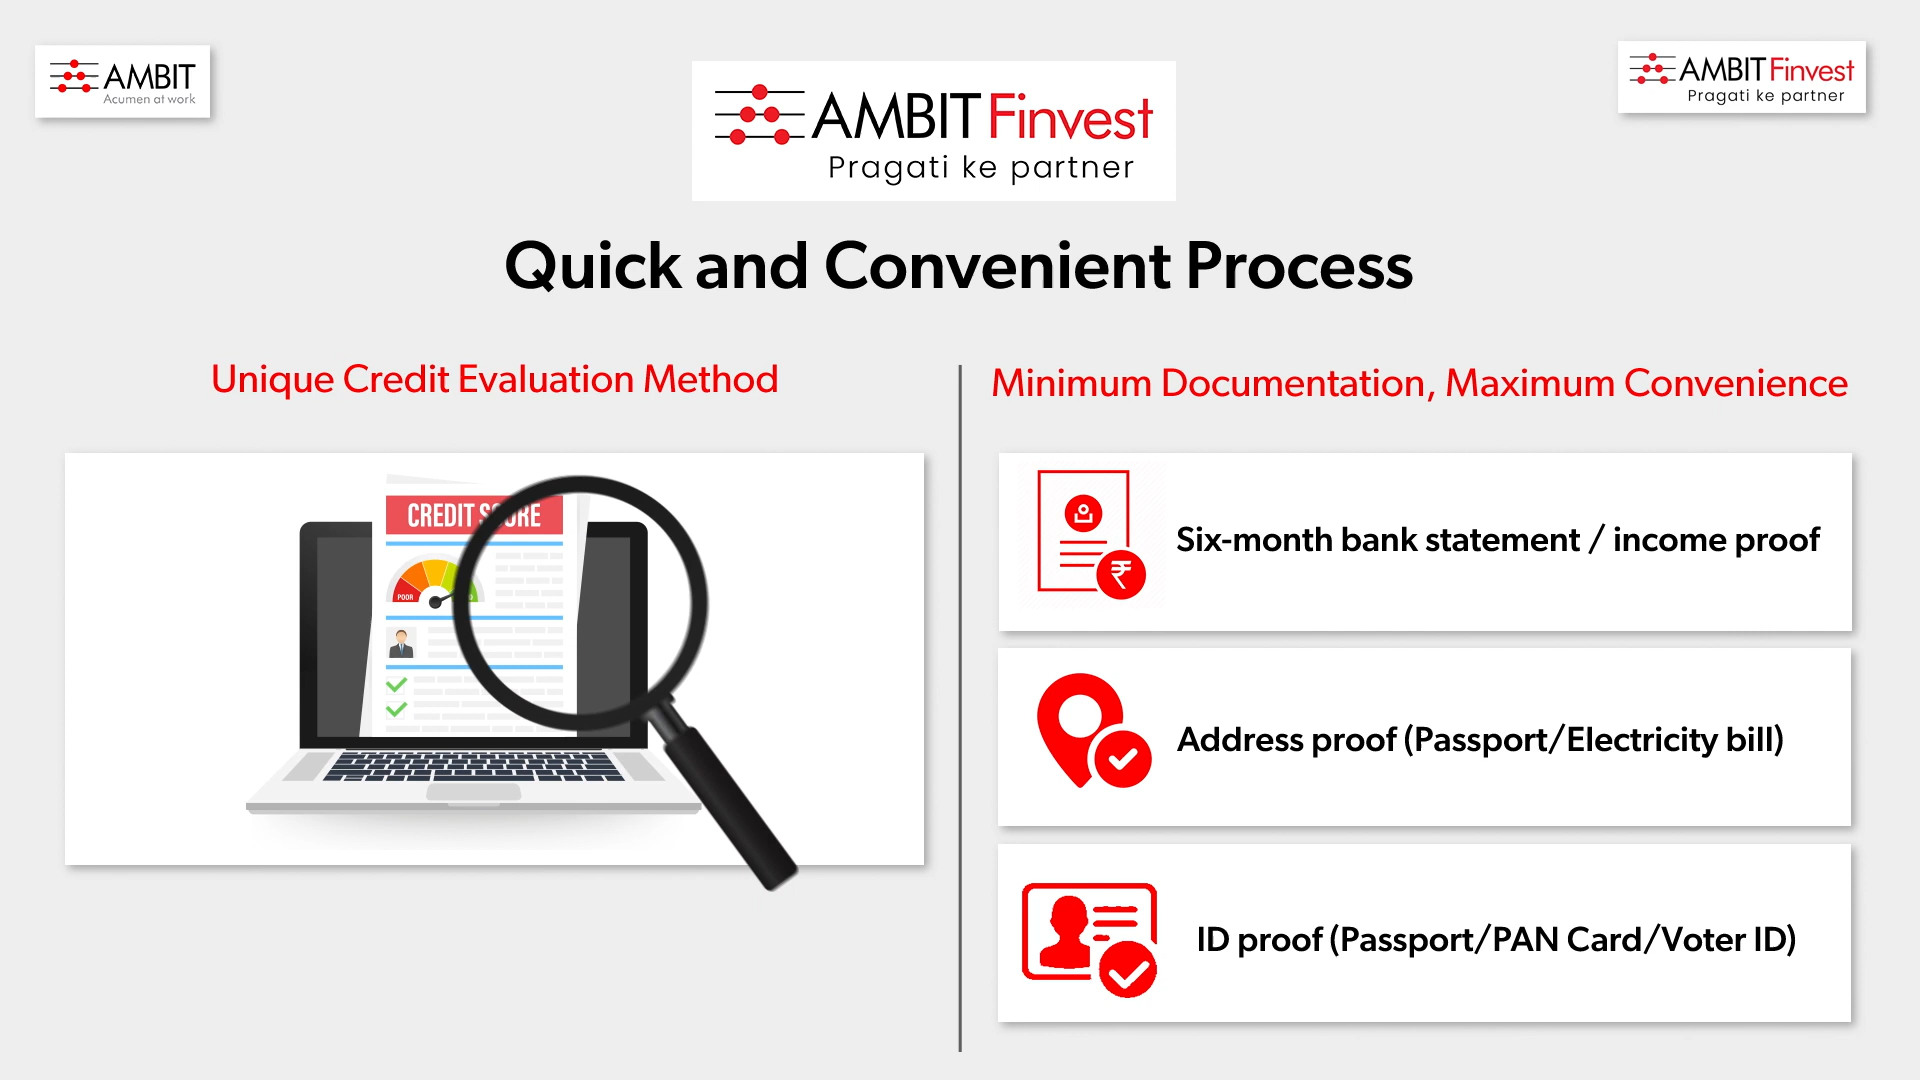 AMBIT
Acumen at work
AMBIT Finvest
Pragati ke partner
AMBIT Finvest
Pragati ke partner
Quick and Convenient Process
Unique Credit Evaluation Method
CREDIT SCORE
POOR
Minimum Documentation, Maximum Convenience
₹
Six-month bank statement / income proof
Address proof (Passport/Electricity bill)
ID proof (Passport/PAN Card/Voter ID)